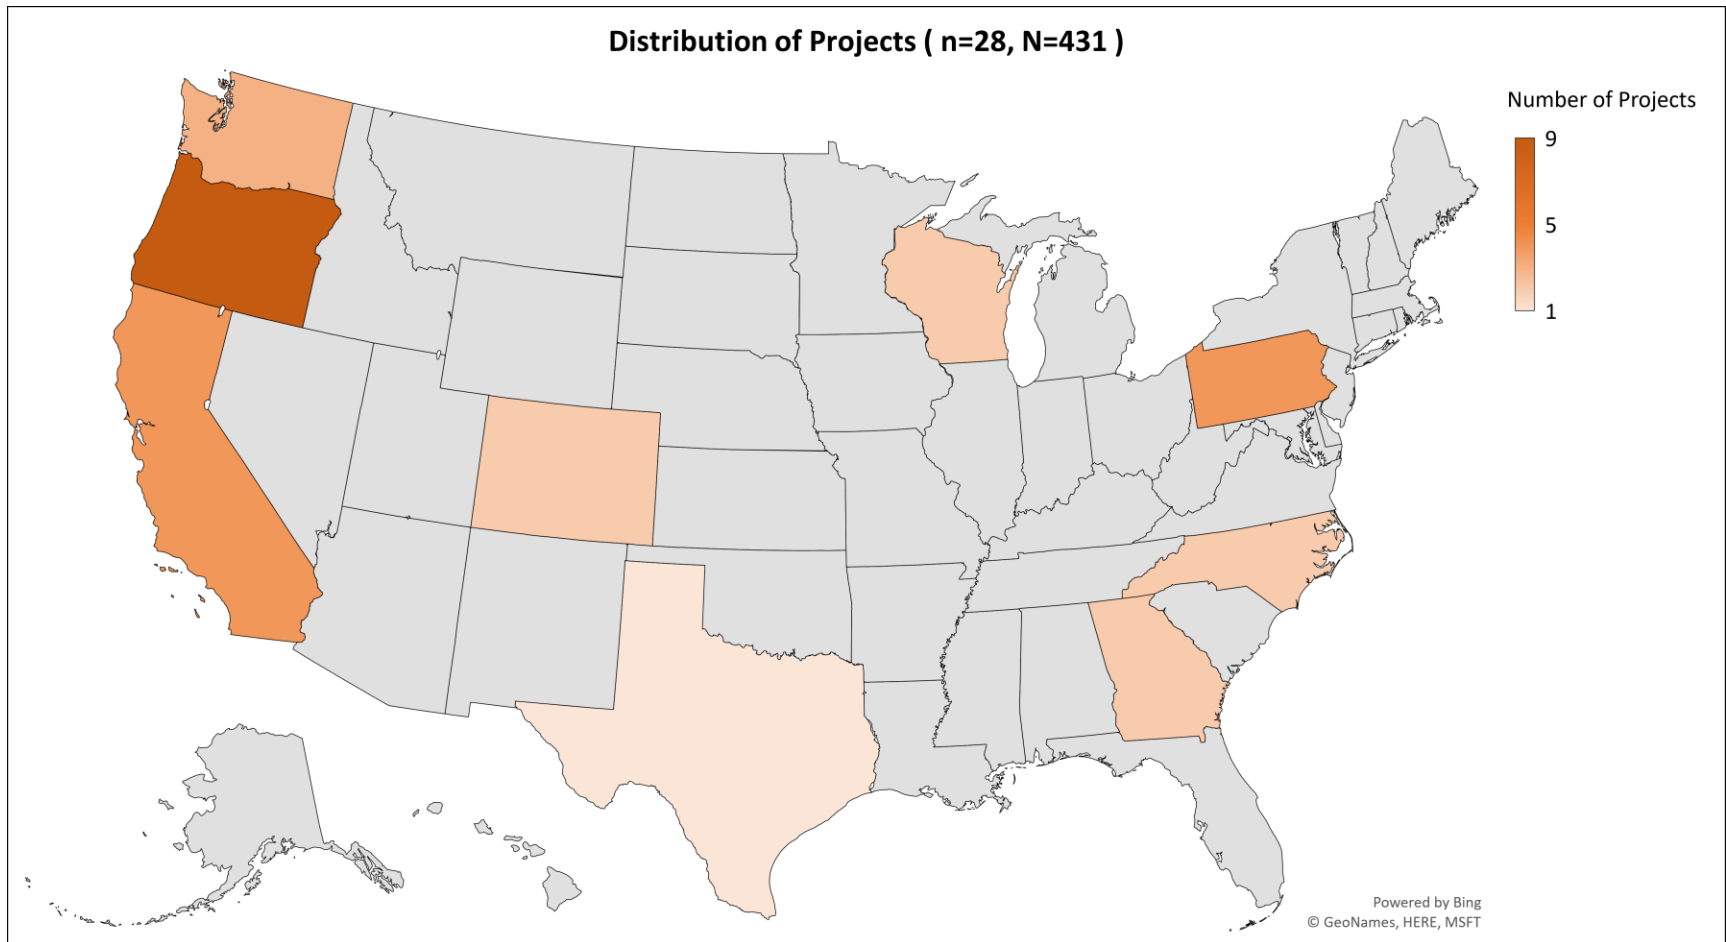 Distribution of Projects ( n=28, N=431 )
Number of Projects
9
5
1
Powered by Bing
© GeoNames, HERE, MSFT